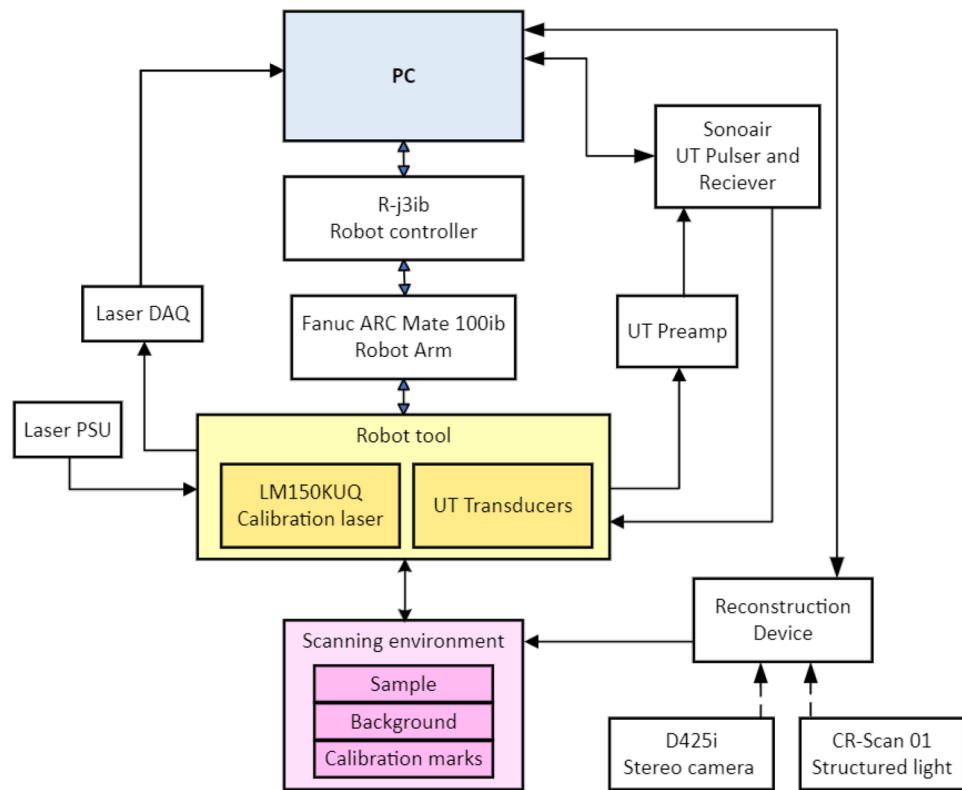 PC
Sonoair
UT Pulser and
Reciever
R-j3ib
Robot controller
Laser DAQ
Fanuc ARC Mate 100ib
Robot Arm
UT Preamp
Laser PSU
Robot tool
LM150KUQ
Calibration laser
UT Transducers
Reconstruction
Device
Scanning environment
Sample
Background
Calibration marks
D425i
Stereo camera
CR-Scan 01
Structured light